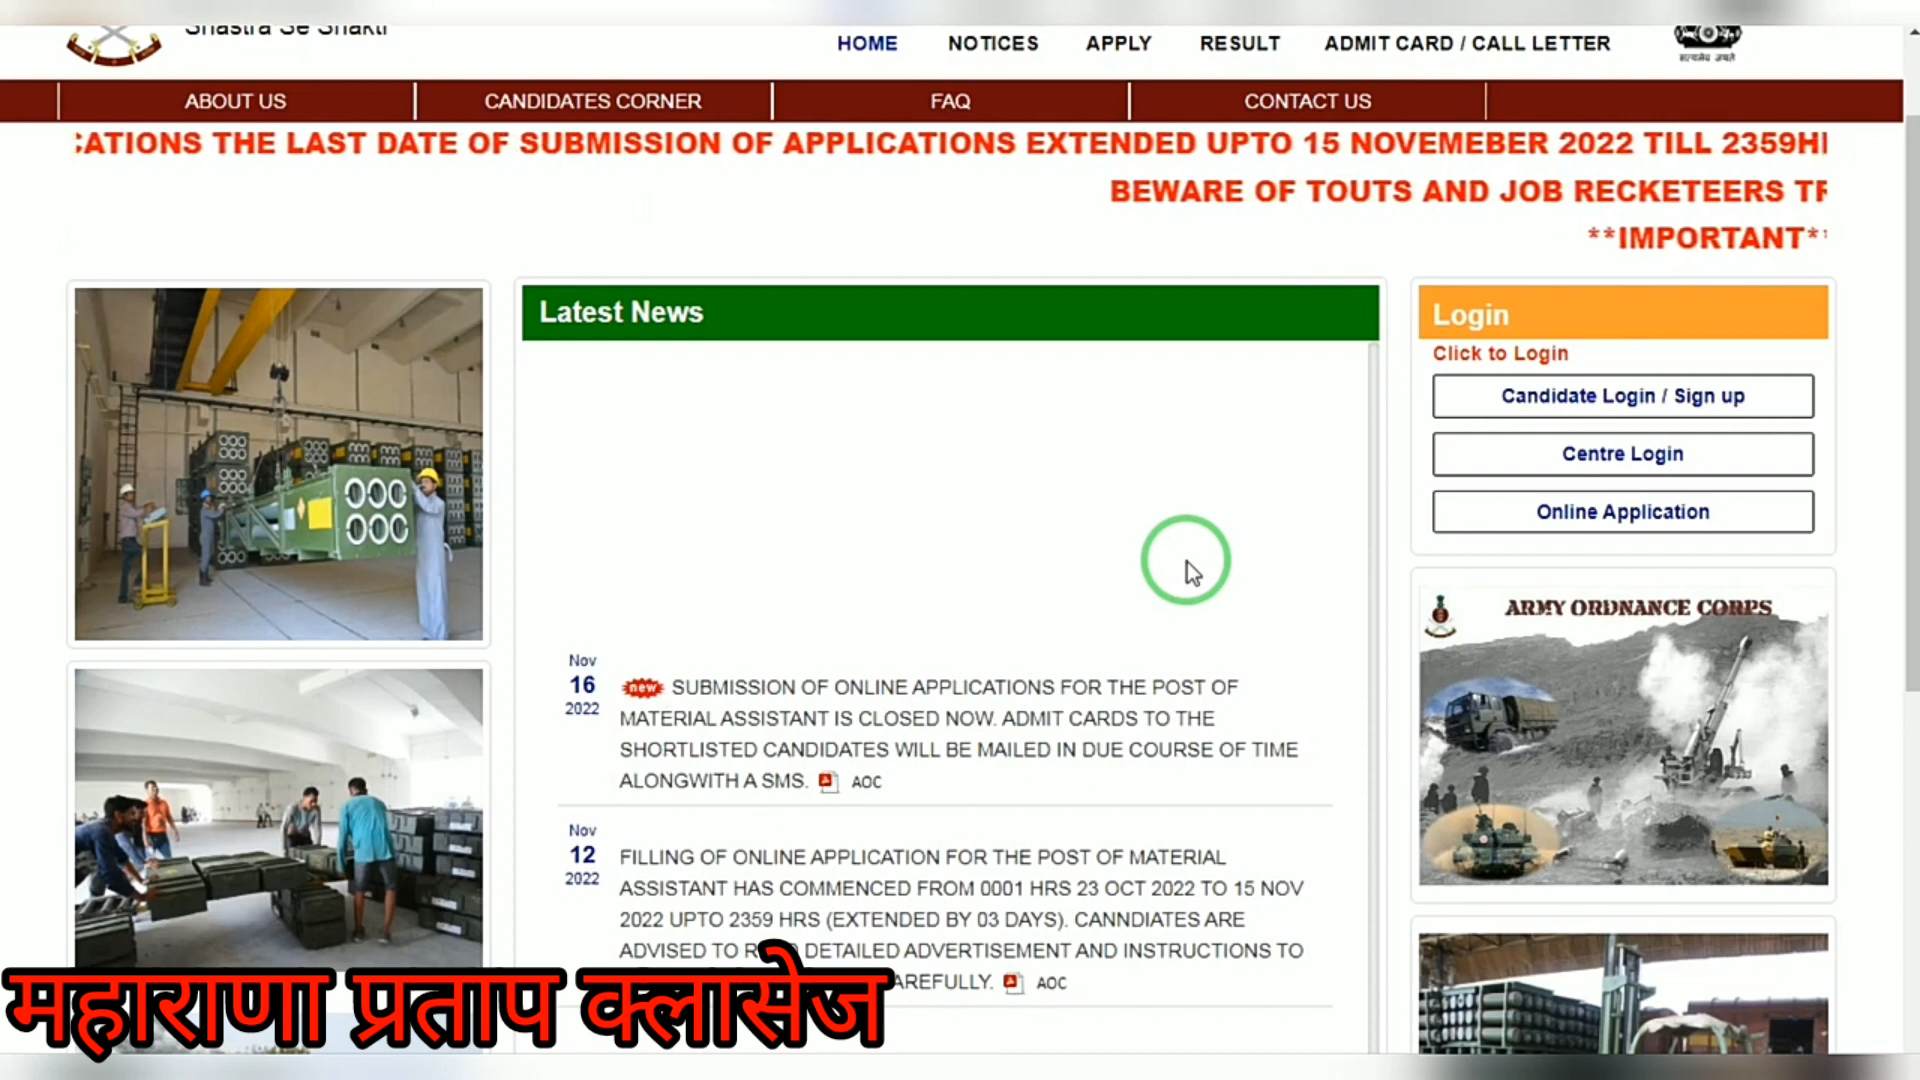 Shastra Se Shakti
HOME NOTICES APPLY RESULT ADMIT CARD / CALL LETTER
सत्यमेव जयते
ABOUT US CANDIDATES CORNER FAQ CONTACT US
THE LAST DATE OF SUBMISSION OF APPLICATIONS EXTENDED UPTO 15 NOVEMEBER 2022 TILL 2359H
BEWARE OF TOUTS AND JOB RECKETEERS
**IMPORTANT*
Latest News
Login
Click to Login
Candidate Login / Sign up
Centre Login
Online Application
ARMY ORDNANCE CORPS
Nov
16
2022
new SUBMISSION OF ONLINE APPLICATIONS FOR THE POST OF
MATERIAL ASSISTANT IS CLOSED NOW. ADMIT CARDS TO THE
SHORTLISTED CANDIDATES WILL BE MAILED IN DUE COURSE OF TIME
ALONGWITH A SMS. AOC
Nov
12
2022
FILLING OF ONLINE APPLICATION FOR THE POST OF MATERIAL
ASSISTANT HAS COMMENCED FROM 0001 HRS 23 OCT 2022 TO 15 NOV
2022 UPTO 2359 HRS (EXTENDED BY 03 DAYS). CANNDIATES ARE
ADVISED TO DETAILED ADVERTISEMENT AND INSTRUCTIONS TO
AREFULLY. AOC
महाराणा प्रताप क्लासेज